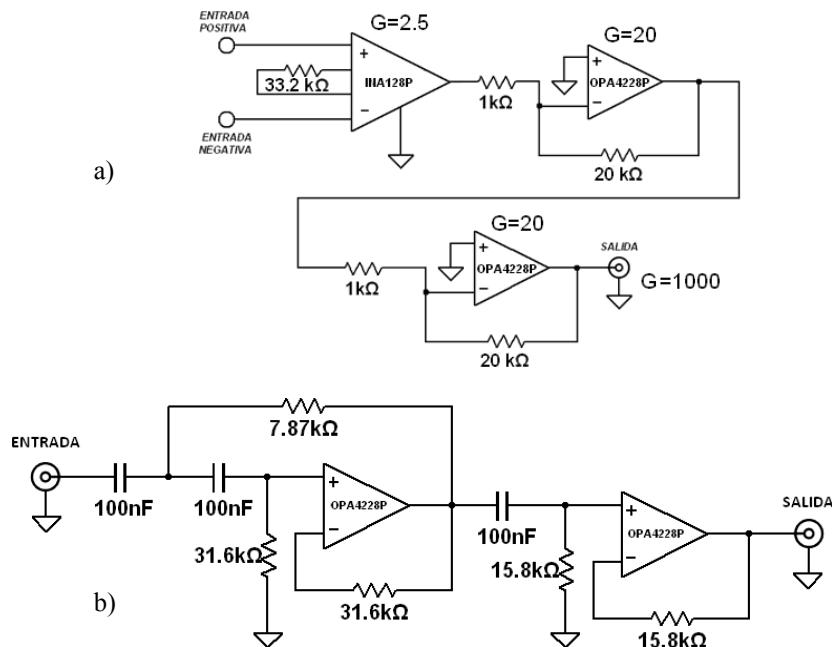 ENTRADA
POSITIVA
G=2.5
+
33.2 kΩ
INA128P
−
ENTRADA
NEGATIVA
1kΩ
G=20
+
OPA4228P
−
20 kΩ
a)
1kΩ
G=20
+
OPA4228P
−
20 kΩ
SALIDA
G=1000
7.87kΩ
ENTRADA
100nF
100nF
31.6kΩ
+
OPA4228P
−
31.6kΩ
100nF
15.8kΩ
+
OPA4228P
−
15.8kΩ
SALIDA
b)